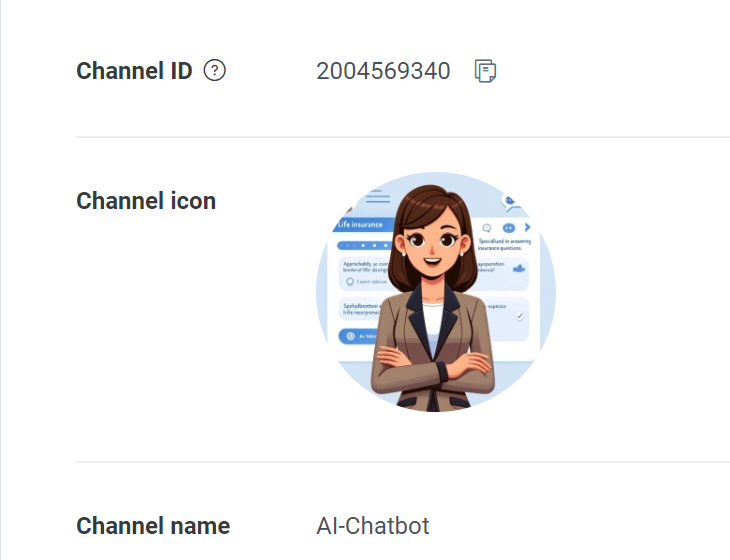 Channel ID ?
2004569340
Channel icon
Life insurance
Specialized in answering
insurance questions.
Channel name
AI-Chatbot